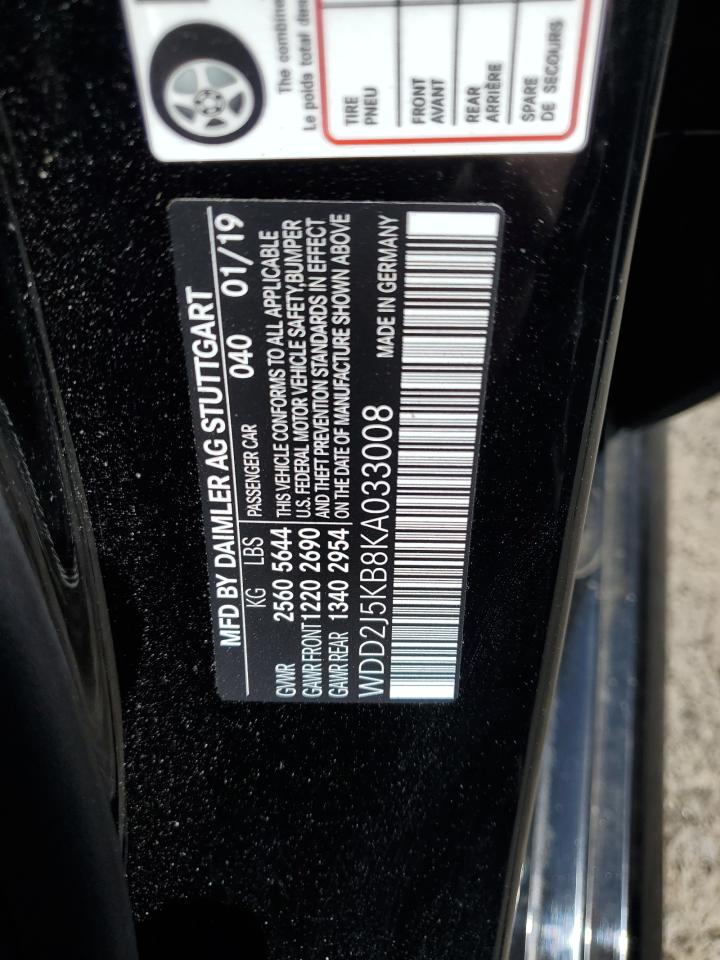 The combine
Le poids total des
TIRE
PNEU
FRONT
AVANT
REAR
ARRIÈRE
SPARE
DE SECOURS
MFD BY DAIMLER AG STUTTGART
KG LBS PASSENGER CAR 040 01/19
GVWR 2560 5644 THIS VEHICLE CONFORMS TO ALL APPLICABLE
GAWR FRONT 1220 2690 U.S. FEDERAL MOTOR VEHICLE SAFETY, BUMPER
GAWR REAR 1340 2954 AND THEFT PREVENTION STANDARDS IN EFFECT
ON THE DATE OF MANUFACTURE SHOWN ABOVE
WDD2J5KB8KA033008 MADE IN GERMANY